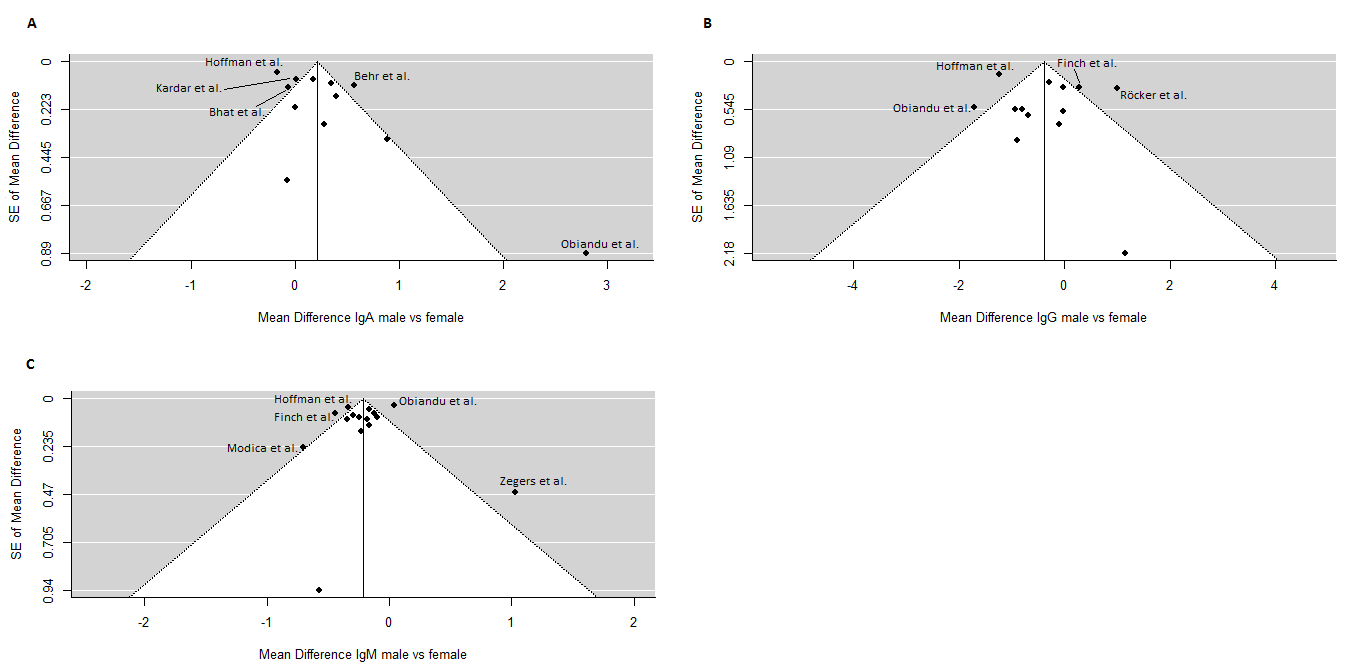 A
SE of Mean Difference
0
0.223
0.445
0.667
0.89
Hoffman et al.
Kardar et al.
Bhat et al.
Behr et al.
Obiandu et al.
-2
-1
0
1
2
3
Mean Difference IgA male vs female
B
SE of Mean Difference
0
0.545
1.09
1.635
2.18
Hoffman et al.
Finch et al.
Röcker et al.
Obiandu et al.
-4
-2
0
2
4
Mean Difference IgG male vs female
C
SE of Mean Difference
0
0.235
0.47
0.705
0.94
Hoffman et al.
Obiandu et al.
Finch et al.
Modica et al.
Zegers et al.
-2
-1
0
1
2
Mean Difference IgM male vs female